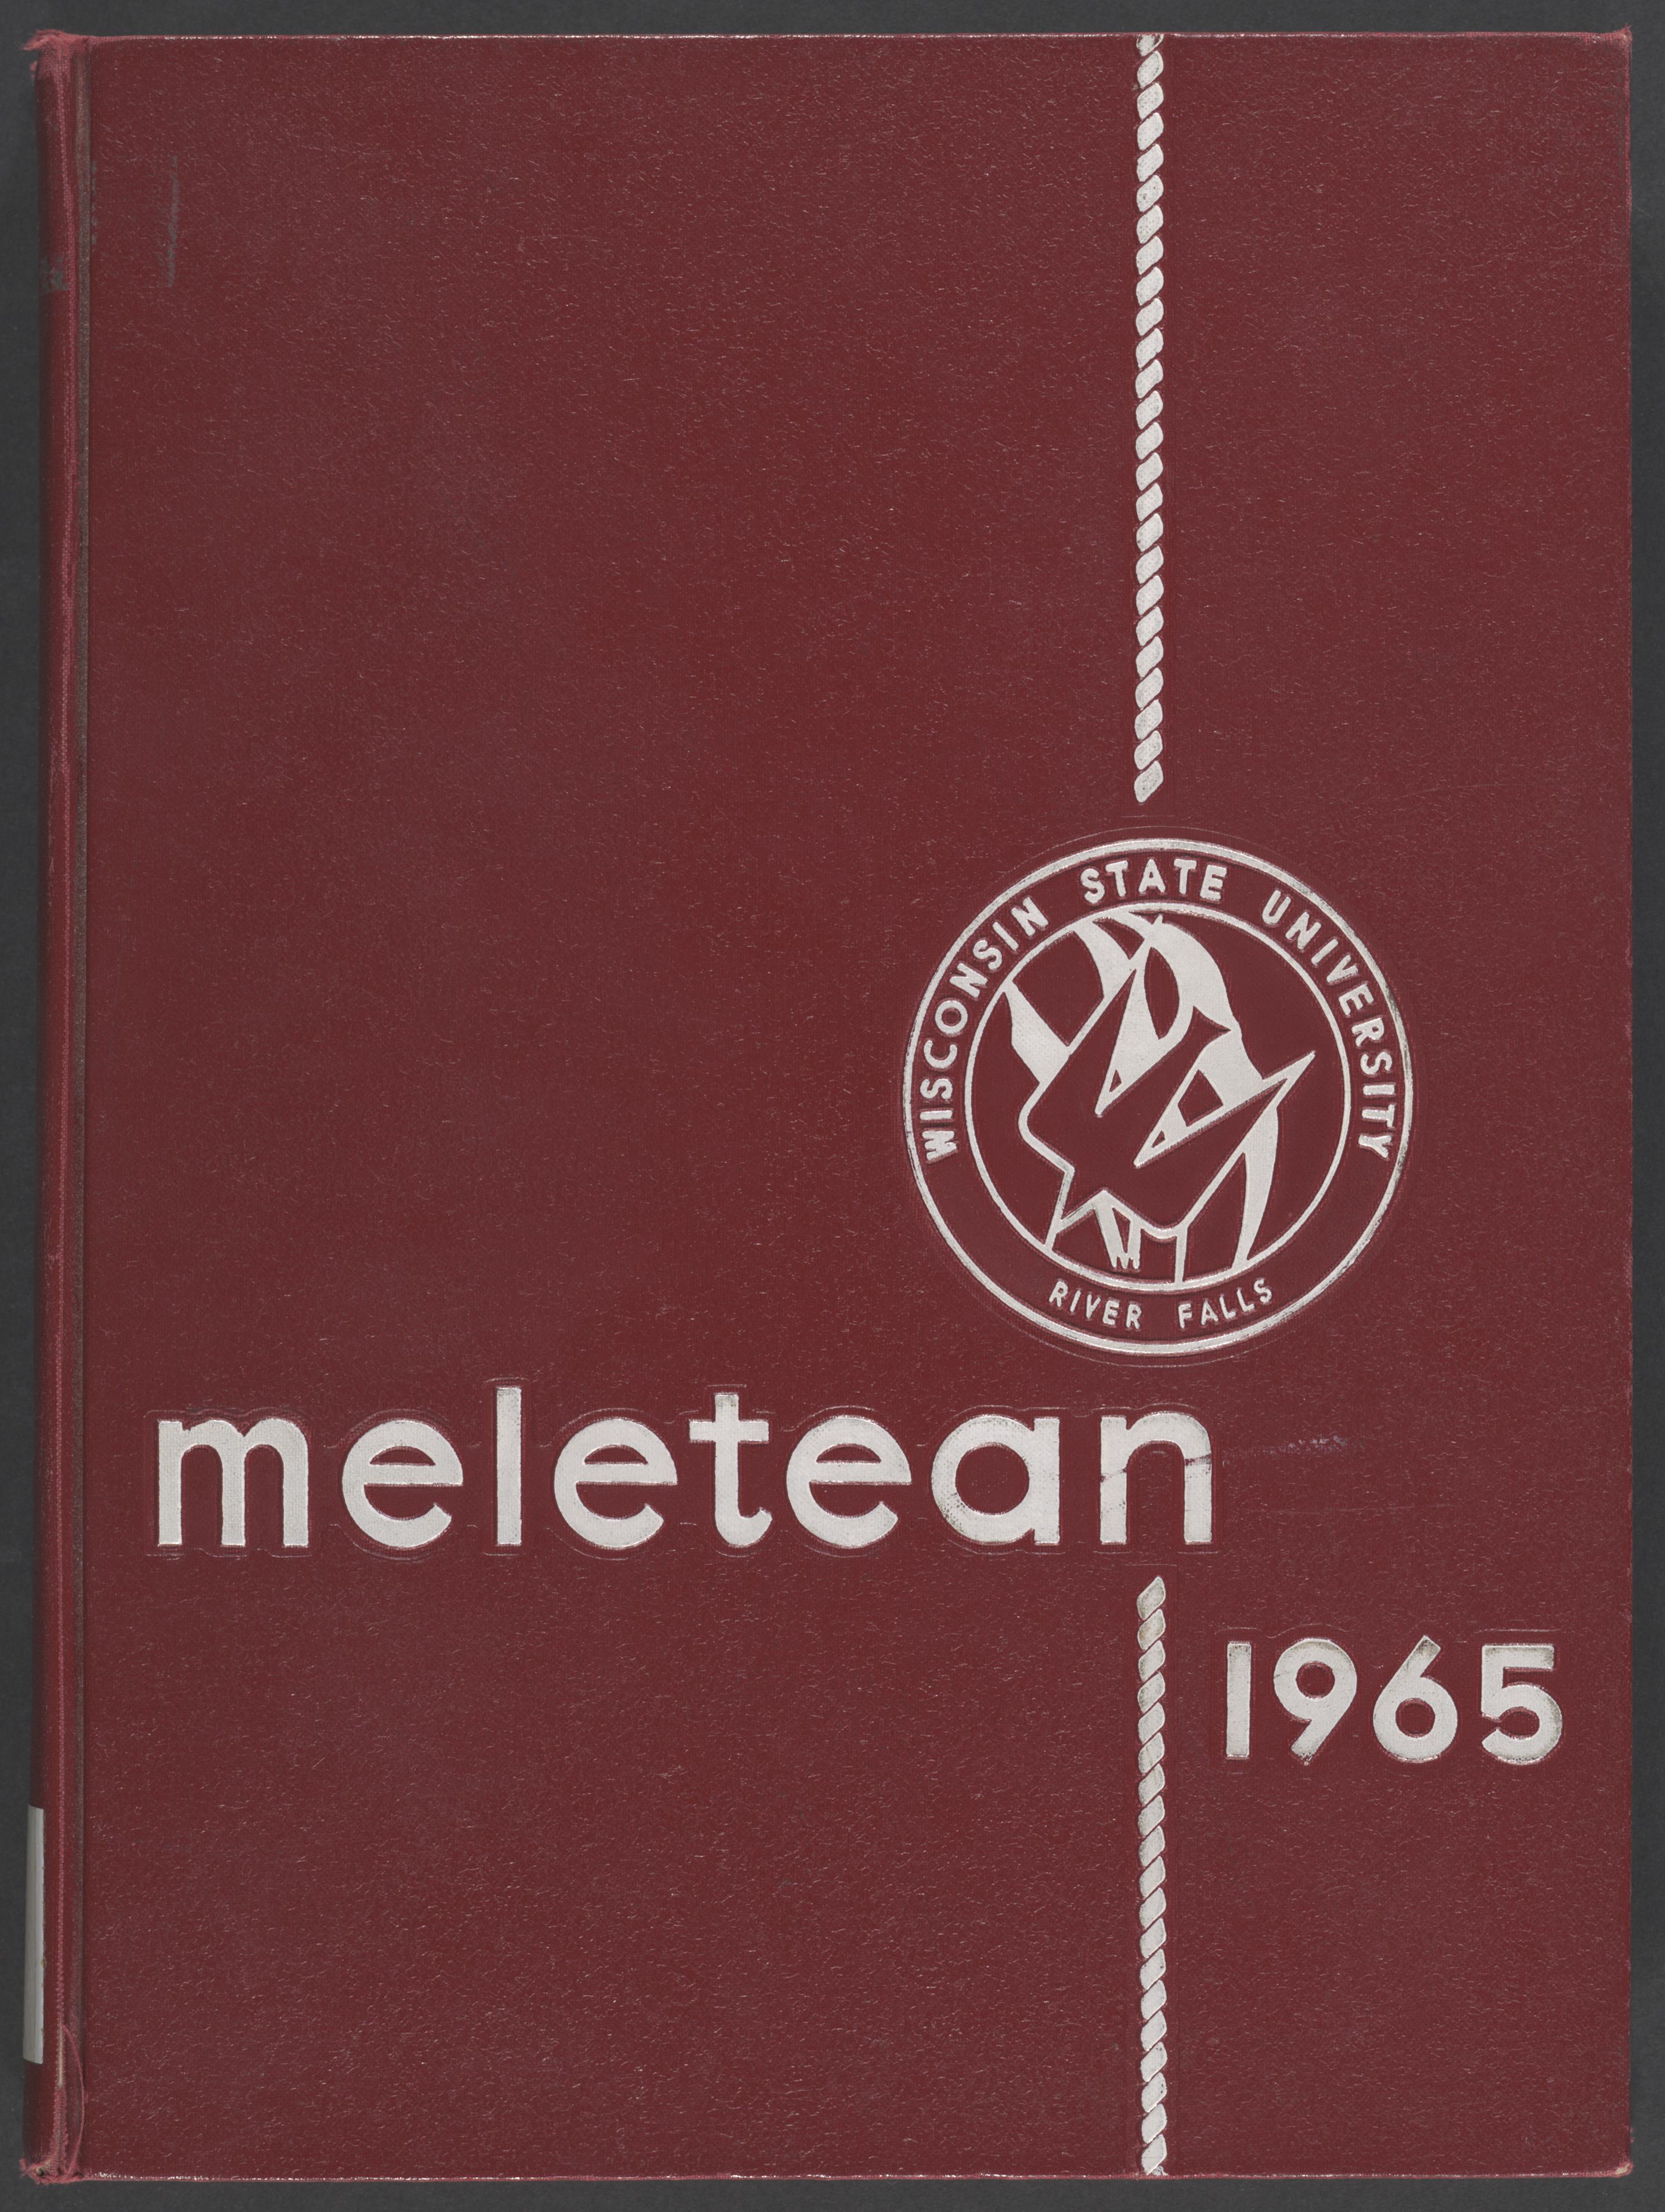 WISCONSIN STATE UNIVERSITY
RIVER FALLS
meletean
1965